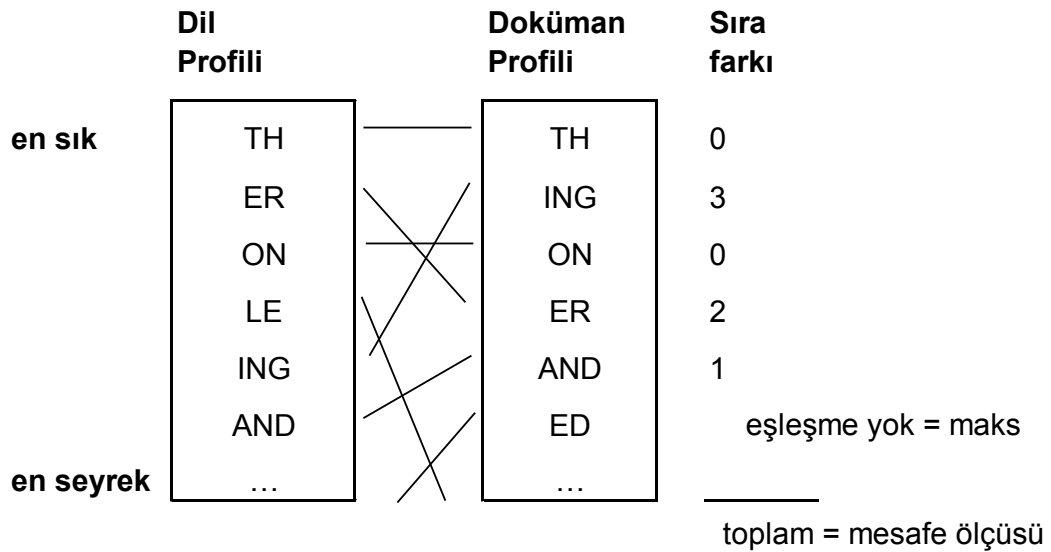 Dil Profili
Doküman Profili
Sıra farkı
en sık TH TH 0
ER ING 3
ON ON 0
LE ER 2
ING AND 1
AND ED eşleşme yok = maks
en seyrek … …
toplam = mesafe ölçüsü